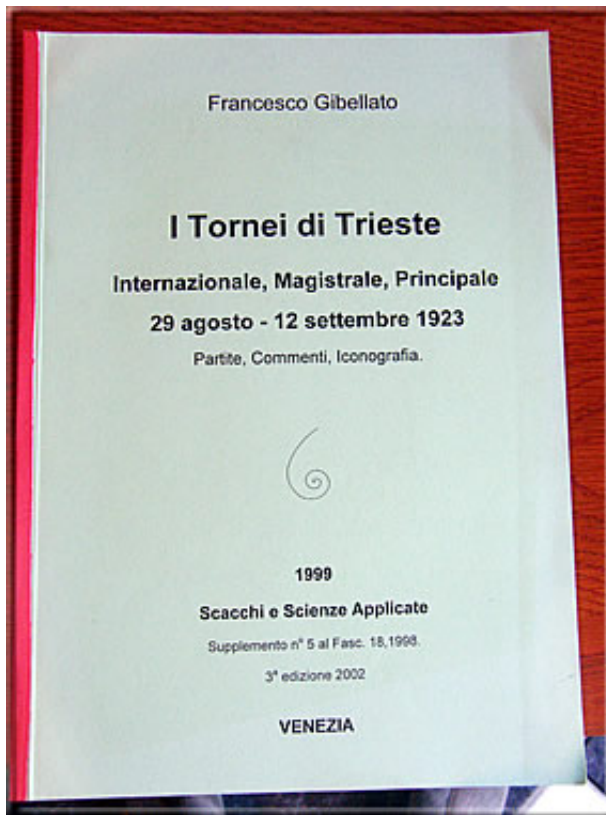 Francesco Gibellato
I Tornei di Trieste
Internazionale, Magistrale, Principale
29 agosto - 12 settembre 1923
Partite, Commenti, Iconografia.
1999
Scacchi e Scienze Applicate
Supplemento n° 5 al Fasc. 18,1998.
3ª edizione 2002
VENEZIA